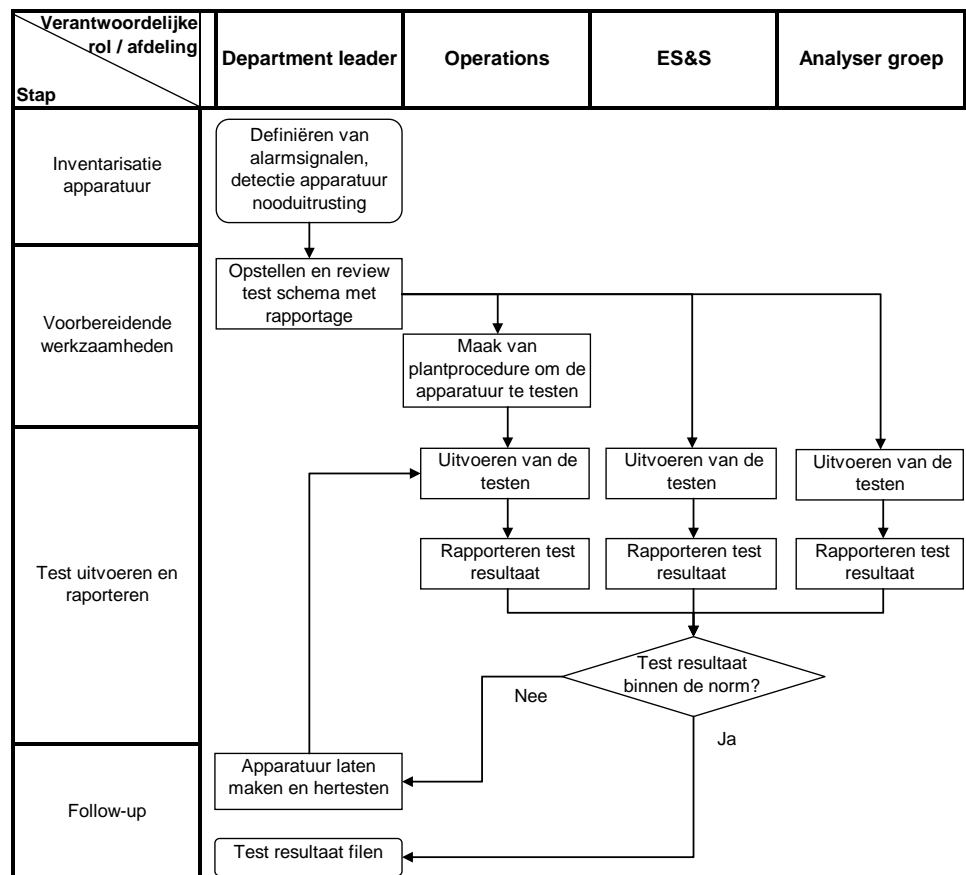 Verantwoordelijke
rol / afdeling
Stap
Department leader
Operations
ES&S
Analyser groep
Inventarisatie
apparatuur
Definiëren van
alarmsignalen,
detectie apparatuur
nooduitrusting
Voorbereidende
werkzaamheden
Opstellen en review
test schema met
rapportage
Maak van
plantprocedure om de
apparatuur te testen
Test uitvoeren en
raporteren
Uitvoeren van de
testen
Uitvoeren van de
testen
Uitvoeren van de
testen
Rapporteren test
resultaat
Rapporteren test
resultaat
Rapporteren test
resultaat
Test resultaat
binnen de norm?
Nee
Ja
Follow-up
Apparatuur laten
maken en hertesten
Test resultaat filen